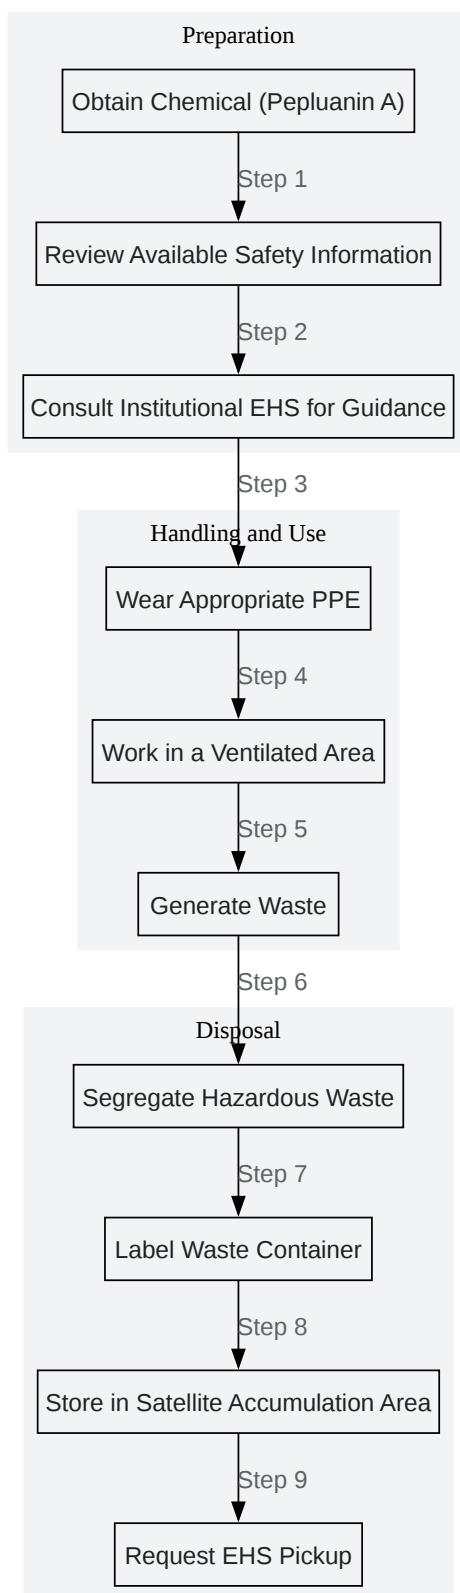 Preparation
Obtain Chemical (Pepluanin A)
Step 1
Review Available Safety Information
Step 2
Consult Institutional EHS for Guidance
Step 3
Handling and Use
Wear Appropriate PPE
Step 4
Work in a Ventilated Area
Step 5
Generate Waste
Step 6
Disposal
Segregate Hazardous Waste
Step 7
Label Waste Container
Step 8
Store in Satellite Accumulation Area
Step 9
Request EHS Pickup